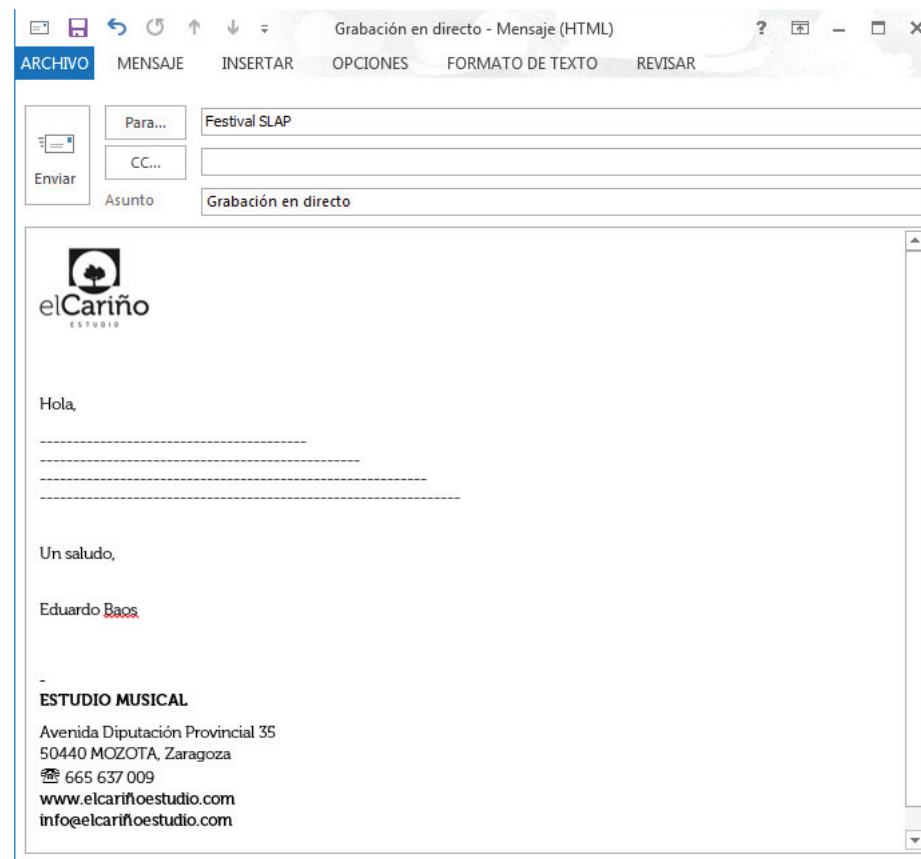 Grabación en directo - Mensaje (HTML) ?
ARCHIVO MENSAJE INSERTAR OPCIONES FORMATO DE TEXTO REVISAR
Para... Festival SLAP
CC...
Enviar
Asunto Grabación en directo
elCariño
ESTUDIO
Hola,
----------------------------------------
------------------------------------------------
----------------------------------------------------------
---------------------------------------------------------------
Un saludo,
Eduardo Baos
-
ESTUDIO MUSICAL
Avenida Diputación Provincial 35
50440 MOZOTA, Zaragoza
☎ 665 637 009
www.elcariñoestudio.com
info@elcariñoestudio.com